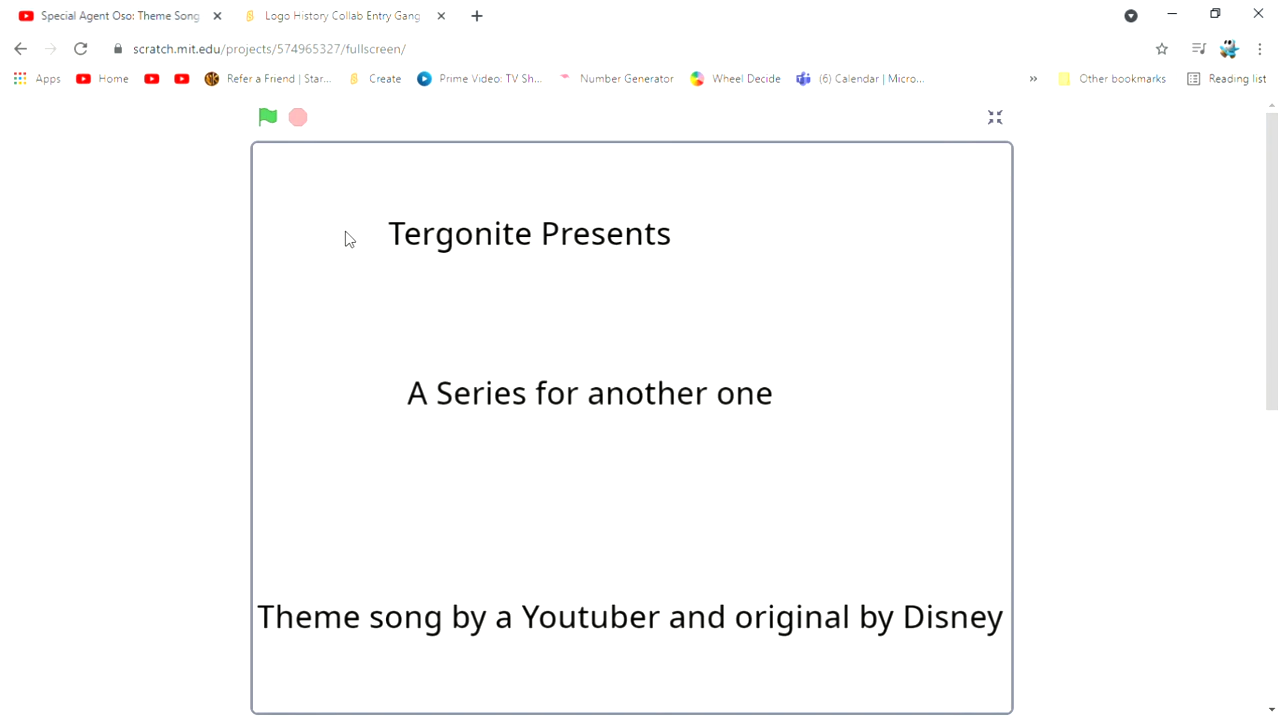 Special Agent Oso: Theme Song
Logo History Collab Entry Gang
scratch.mit.edu/projects/574965327/fullscreen/
Apps
Home
Refer a Friend | Star...
Create
Prime Video: TV Sh...
Number Generator
Wheel Decide
(6) Calendar | Micro...
»
Other bookmarks
Reading list
Tergonite Presents
A Series for another one
Theme song by a Youtuber and original by Disney